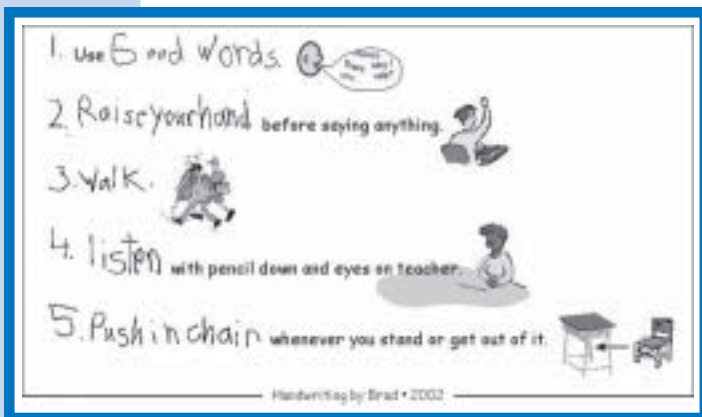 1. Use Good Words.
2. Raise your hand before saying anything.
3. Walk.
4. listen with pencil down and eyes on teacher.
5. Push in chair whenever you stand or get out of it.
Handwriting by Brad • 2002